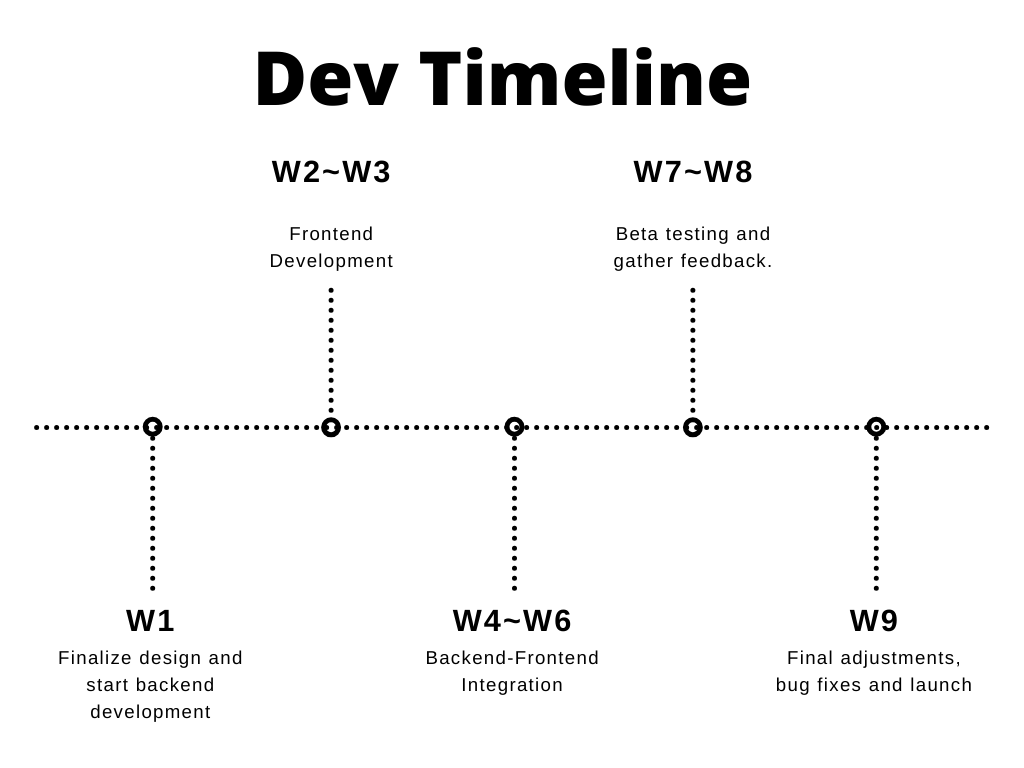 Dev Timeline
W2~W3
Frontend
Development
W7~W8
Beta testing and
gather feedback.
W1
Finalize design and
start backend
development
W4~W6
Backend-Frontend
Integration
W9
Final adjustments,
bug fixes and launch